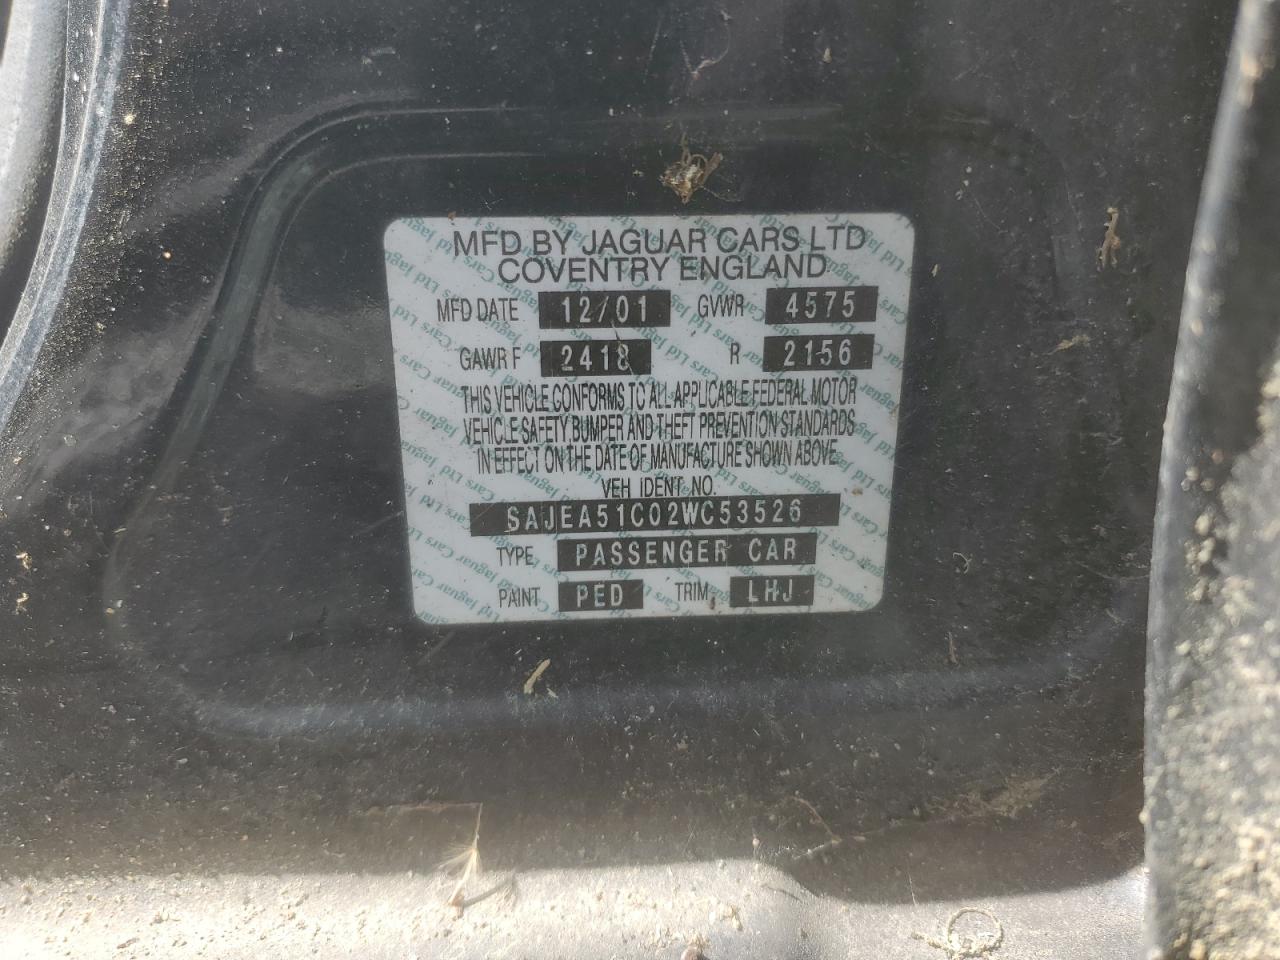 MFD BY JAGUAR CARS LTD
COVENTRY ENGLAND
MFD DATE 12/01 GVWR 4575
GAWR F 2418 R 2156
THIS VEHICLE CONFORMS TO ALL APPLICABLE FEDERAL MOTOR
VEHICLE SAFETY, BUMPER AND THEFT PREVENTION STANDARDS
IN EFFECT ON THE DATE OF MANUFACTURE SHOWN ABOVE
VEH IDENT NO.
SAJEA51C02WC53526
TYPE PASSENGER CAR
PAINT PED TRIM LHJ